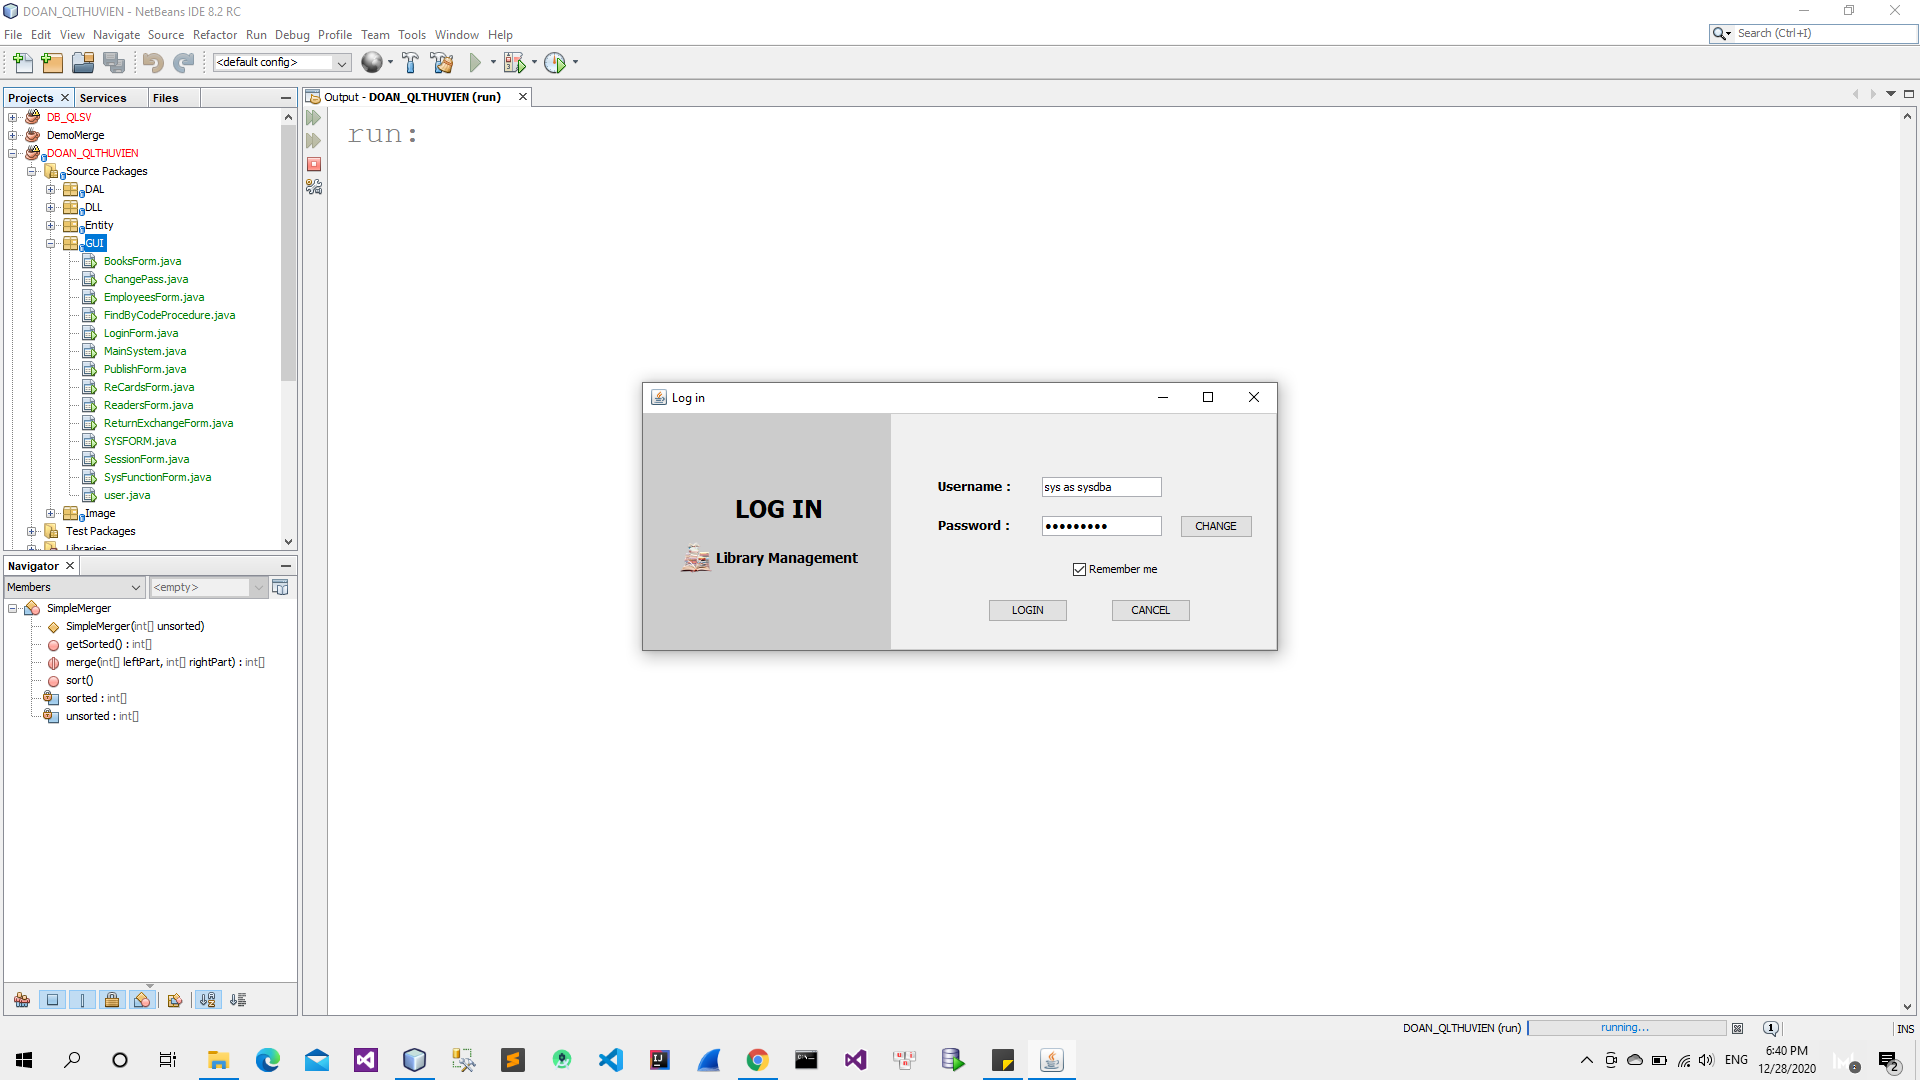 DOAN_QLTHUVIEN - NetBeans IDE 8.2 RC
File Edit View Navigate Source Refactor Run Debug Profile Team Tools Window Help
Search (Ctrl+I)
<default config>
Projects Services Files
Output - DOAN_QLTHUVIEN (run)
run:
DB_QLSV
DemoMerge
DOAN_QLTHUVIEN
Source Packages
DAL
DLL
Entity
GUI
BooksForm.java
ChangePass.java
EmployeesForm.java
FindByCodeProcedure.java
LoginForm.java
MainSystem.java
PublishForm.java
ReCardsForm.java
ReadersForm.java
ReturnExchangeForm.java
SYSFORM.java
SessionForm.java
SysFunctionForm.java
user.java
Image
Test Packages
Libraries
Log in
LOG IN
Library Management
Username : sys as sysdba
Password : CHANGE
Remember me
LOGIN CANCEL
Navigator
Members <empty>
SimpleMerger
SimpleMerger(int[] unsorted)
getSorted() : int[]
merge(int[] leftPart, int[] rightPart) : int[]
sort()
sorted : int[]
unsorted : int[]
DOAN_QLTHUVIEN (run) running... 1 INS
ENG
6:40 PM
12/28/2020
2